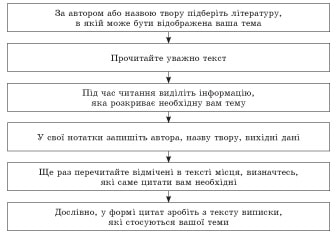 За автором або назвою твору підберіть літературу,
в якій може бути відображена ваша тема
Прочитайте уважно текст
Під час читання виділіть інформацію,
яка розкриває необхідну вам тему
У свої нотатки запишіть автора, назву твору, вихідні дані
Ще раз перечитайте відмічені в тексті місця, визначтесь,
які саме цитати вам необхідні
Дослівно, у формі цитат зробіть з тексту виписки,
які стосуються вашої теми